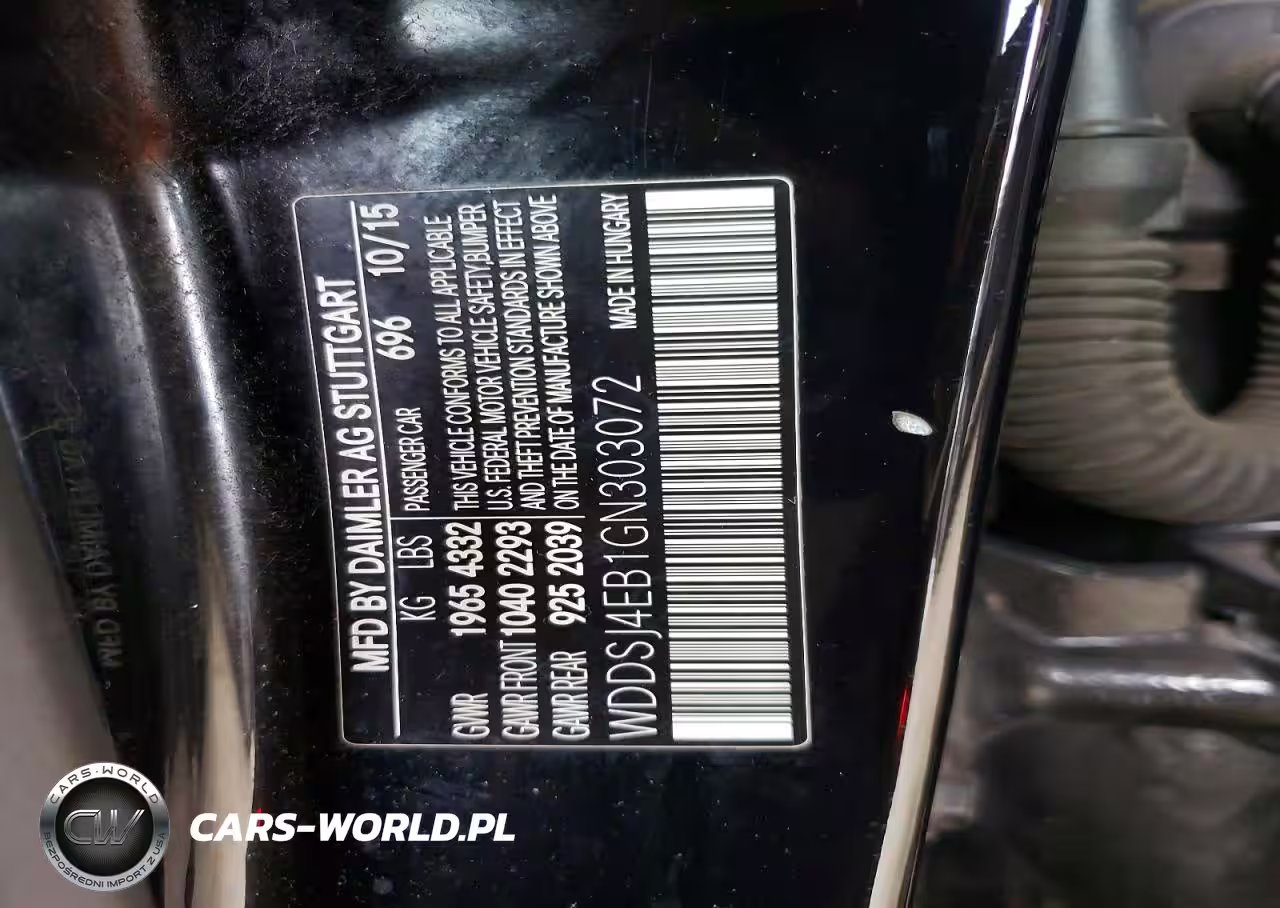 MFD BY DAIMLER AG STUTTGART
KG LBS PASSENGER CAR 696 10/15
GVWR 1965 4332 THIS VEHICLE CONFORMS TO ALL APPLICABLE
GAWR FRONT 1040 2293 U.S. FEDERAL MOTOR VEHICLE SAFETY,BUMPER
AND THEFT PREVENTION STANDARDS IN EFFECT
GAWR REAR 925 2039 ON THE DATE OF MANUFACTURE SHOWN ABOVE
WDDSJ4EB1GN303072 MADE IN HUNGARY
CARS-WORLD
CW
BEZPOŚREDNI IMPORT Z USA
CARS-WORLD.PL